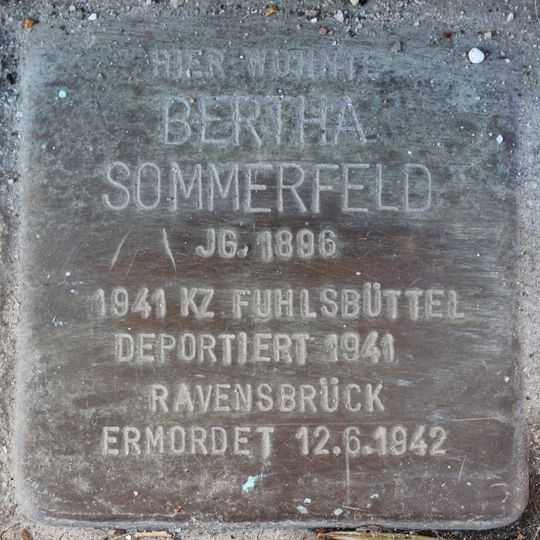 HIER WOHNTE
BERTHA
SOMMERFELD
JG. 1896
1941 KZ FUHLSBÜTTEL
DEPORTIERT 1941
RAVENSBRÜCK
ERMORDET 12.6.1942